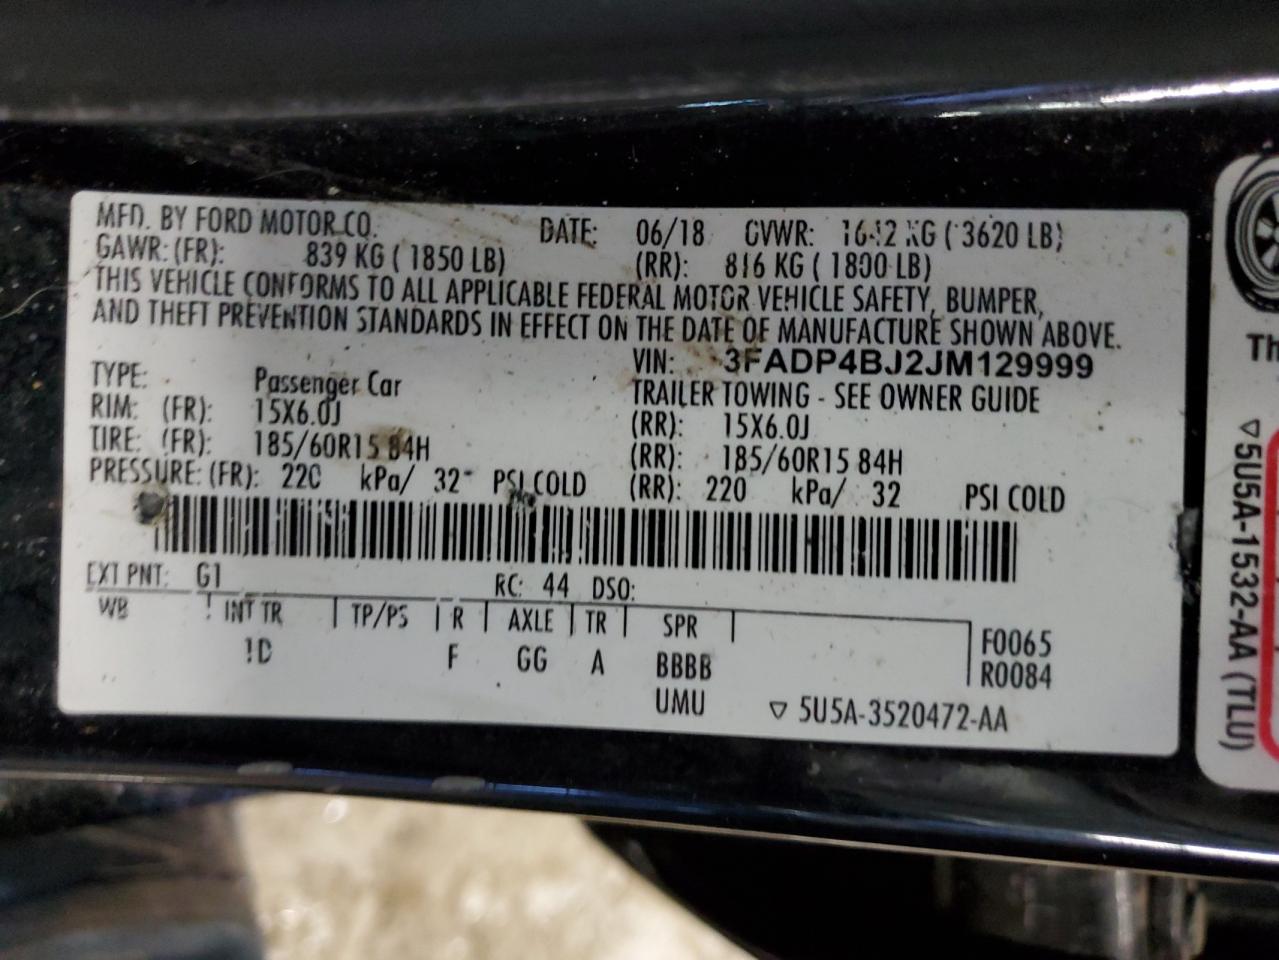 MFD. BY FORD MOTOR CO. DATE: 06/18 GVWR: 1642 KG ( 3620 LB)
GAWR: (FR): 839 KG ( 1850 LB) (RR): 816 KG ( 1800 LB)
THIS VEHICLE CONFORMS TO ALL APPLICABLE FEDERAL MOTOR VEHICLE SAFETY, BUMPER,
AND THEFT PREVENTION STANDARDS IN EFFECT ON THE DATE OF MANUFACTURE SHOWN ABOVE.
VIN: 3FADP4BJ2JM129999
TYPE: Passenger Car TRAILER TOWING - SEE OWNER GUIDE
RIM: (FR): 15X6.0J (RR): 15X6.0J
TIRE: (FR): 185/60R15 84H (RR): 185/60R15 84H
PRESSURE: (FR): 220 kPa/ 32 PSI COLD (RR): 220 kPa/ 32 PSI COLD
EXT PNT: G1 RC: 44 DSO:
WB INT TR TP/PS R AXLE TR SPR
F GG A BBBB
UMU
F0065
R0084
▽ 5U5A-3520472-AA
▽5U5A-1532-AA (TLU)